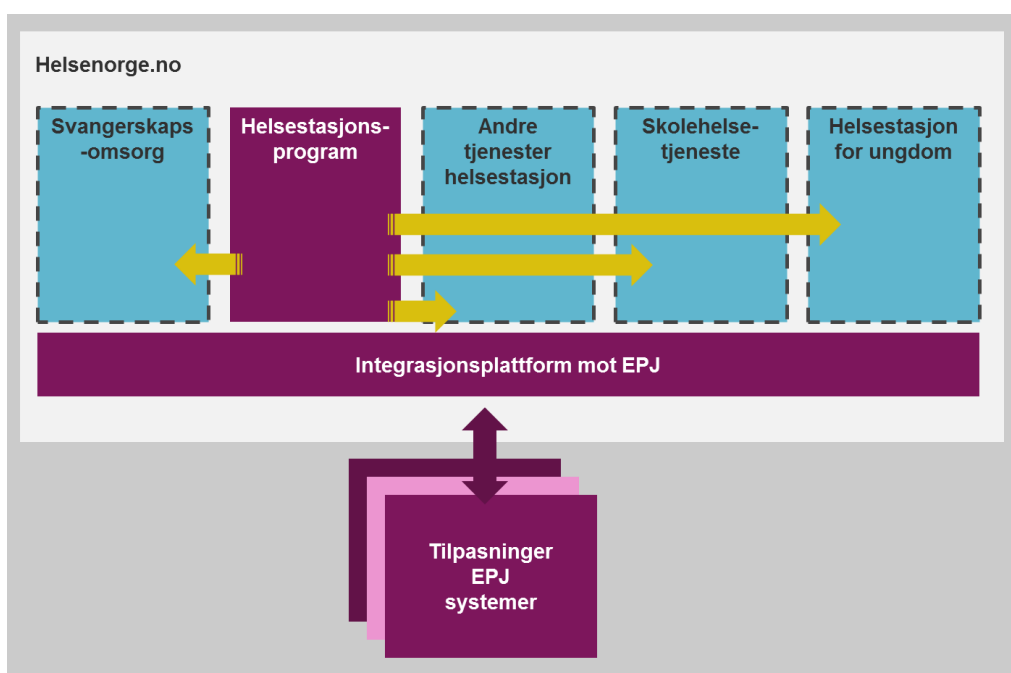 Helsenorge.no
Svangerskaps
-omsorg
Helsestasjons-
program
Andre
tjenester
helsestasjon
Skolehelse-
tjeneste
Helsestasjon
for ungdom
Integrasjonsplattform mot EPJ
Tilpasninger
EPJ
systemer